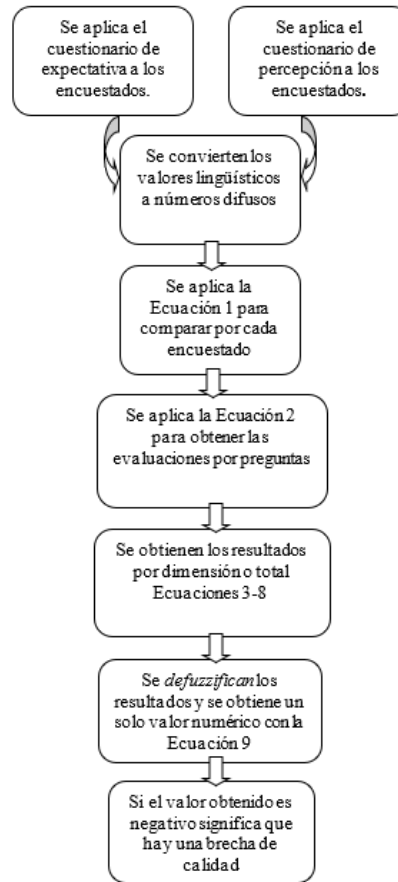 Se aplica el
cuestionario de
expectativa a los
encuestados.
Se aplica el
cuestionario de
percepción a los
encuestados.
Se convierten los
valores lingüísticos
a números difusos
Se aplica la
Ecuación 1 para
comparar por cada
encuestado
Se aplica la Ecuación 2
para obtener las
evaluaciones por preguntas
Se obtienen los resultados
por dimensión o total
Ecuaciones 3-8
Se defuzzifican los
resultados y se obtiene un
solo valor numérico con la
Ecuación 9
Si el valor obtenido es
negativo significa que
hay una brecha de
calidad